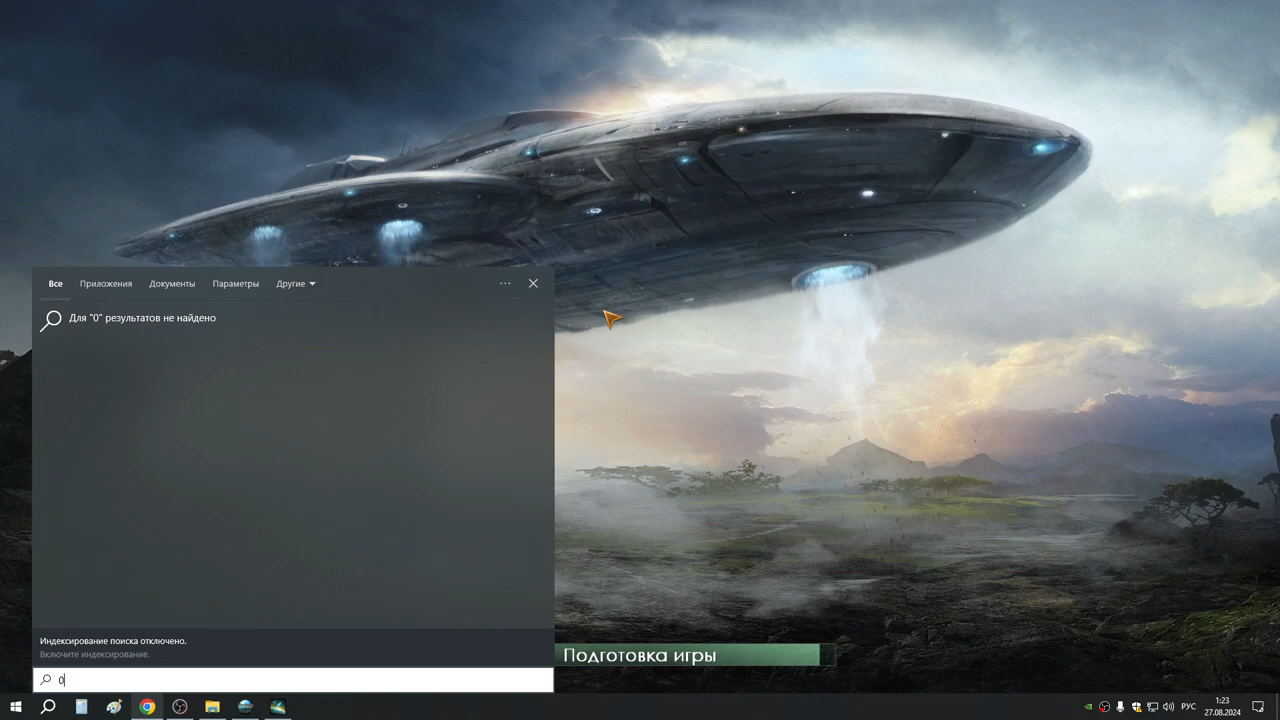 Все Приложения Документы Параметры Другие
Для "0" результатов не найдено
Индексирование поиска отключено.
Включите индексирование.
Подготовка игры
0
РУС
1:23
27.08.2024